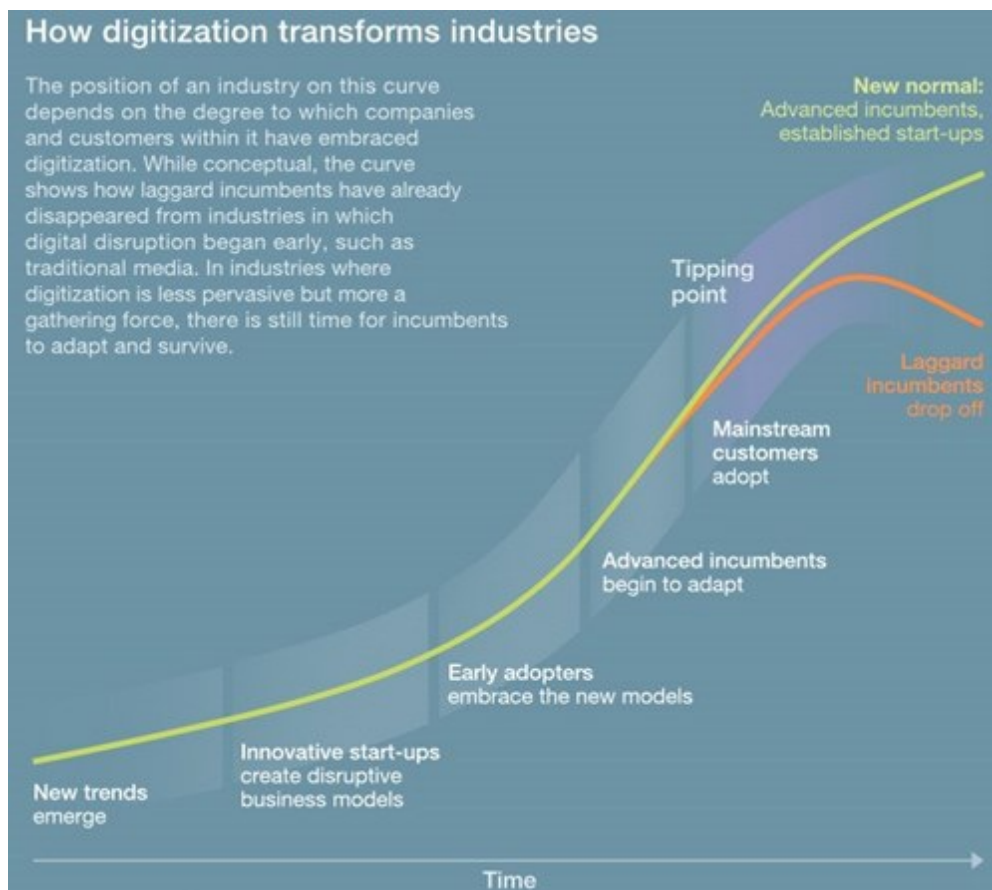 How digitization transforms industries
The position of an industry on this curve
depends on the degree to which companies
and customers within it have embraced
digitization. While conceptual, the curve
shows how laggard incumbents have already
disappeared from industries in which
digital disruption began early, such as
traditional media. In industries where
digitization is less pervasive but more a
gathering force, there is still time for incumbents
to adapt and survive.
New normal:
Advanced incumbents,
established start-ups
Tipping
point
Laggard
incumbents
drop off
Mainstream
customers
adopt
Advanced incumbents
begin to adapt
Early adopters
embrace the new models
Innovative start-ups
create disruptive
business models
New trends
emerge
Time